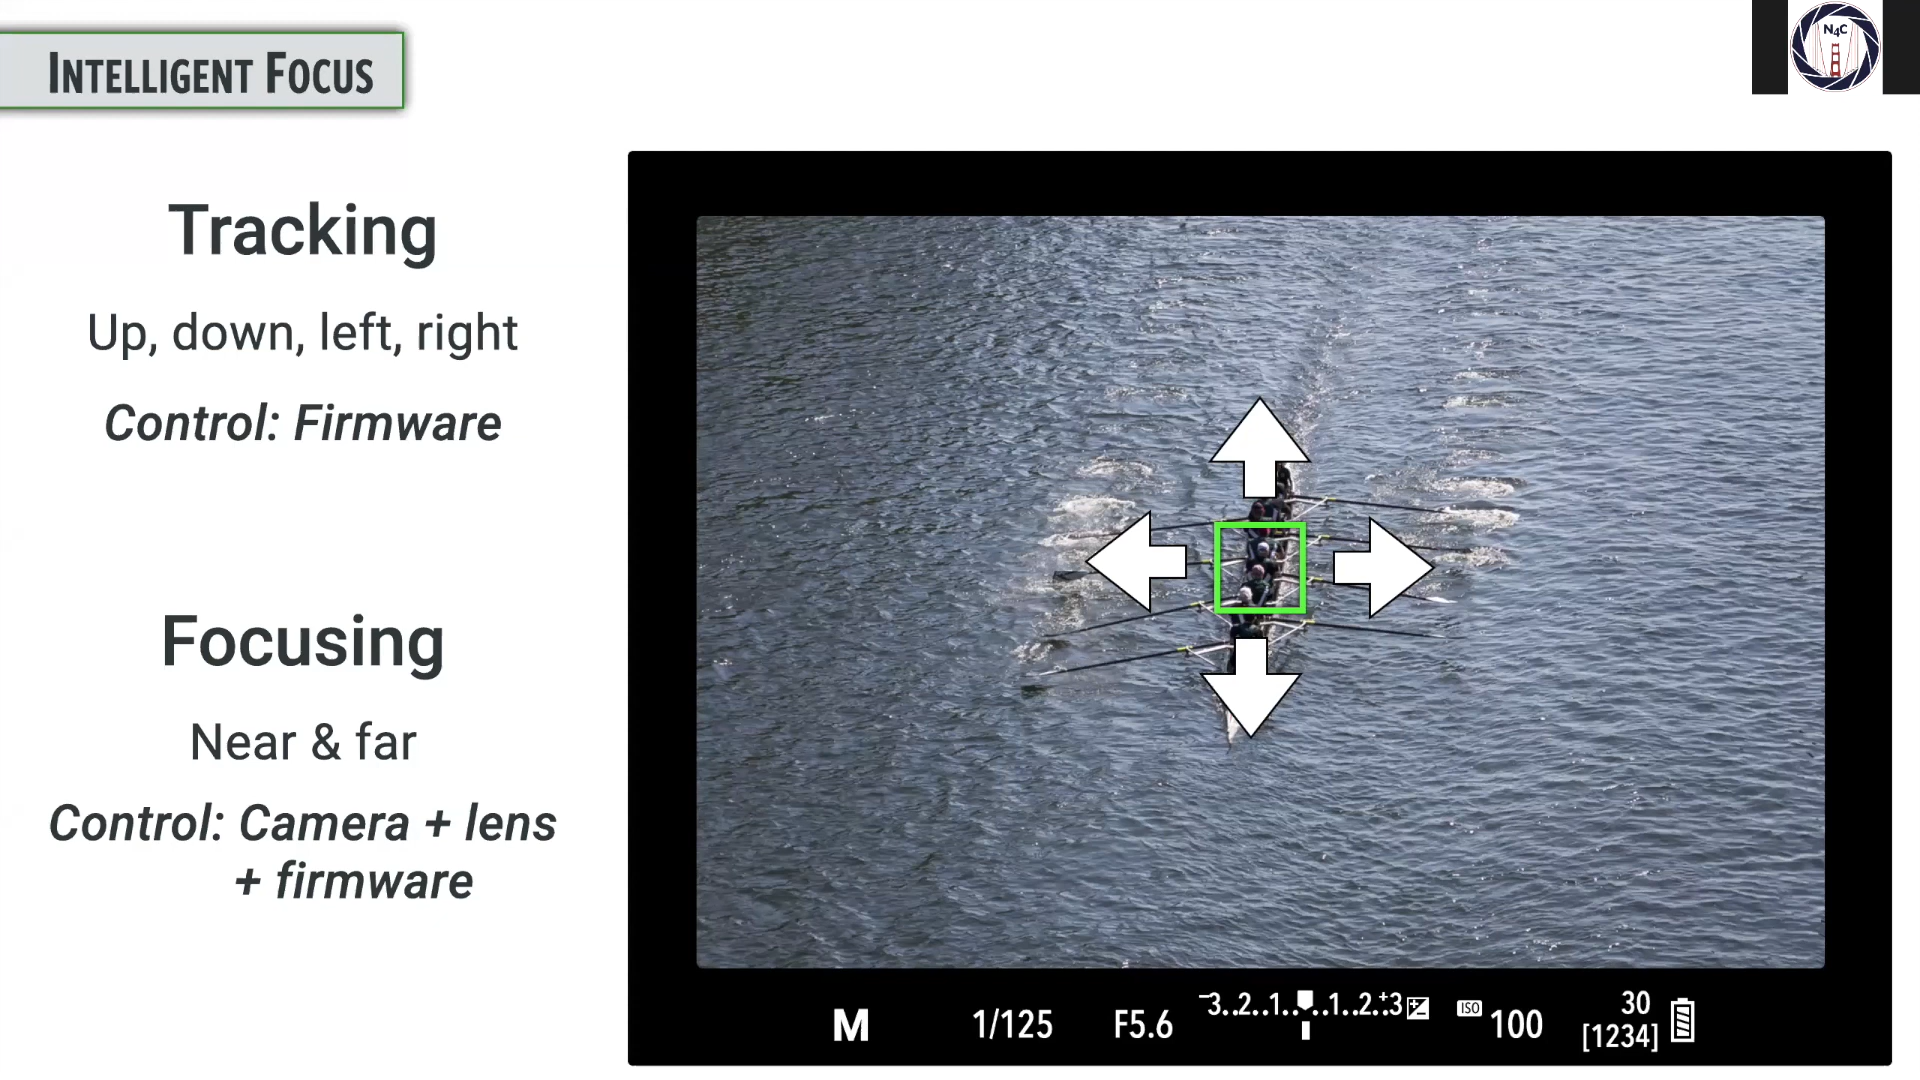 INTELLIGENT FOCUS
N4C
Tracking
Up, down, left, right
Control: Firmware
Focusing
Near & far
Control: Camera + lens
+ firmware
M 1/125 F5.6 -3..2..1.. ..1..2..+3 ISO 100 30
[1234]